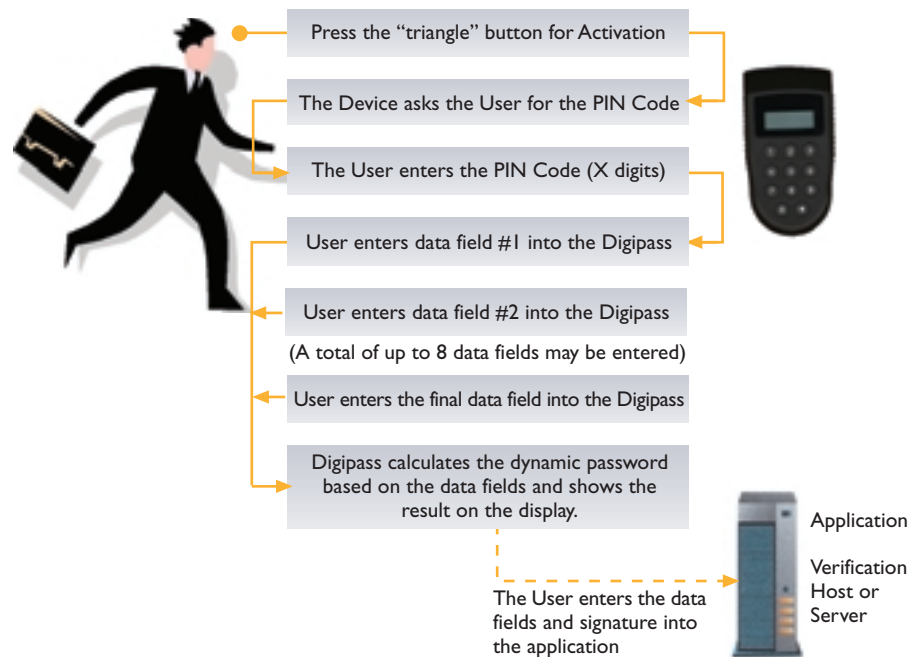 Press the “triangle” button for Activation
The Device asks the User for the PIN Code
The User enters the PIN Code (X digits)
User enters data field #1 into the Digipass
User enters data field #2 into the Digipass
(A total of up to 8 data fields may be entered)
User enters the final data field into the Digipass
Digipass calculates the dynamic password
based on the data fields and shows the
result on the display.
Application
Verification
Host or
Server
The User enters the data
fields and signature into
the application